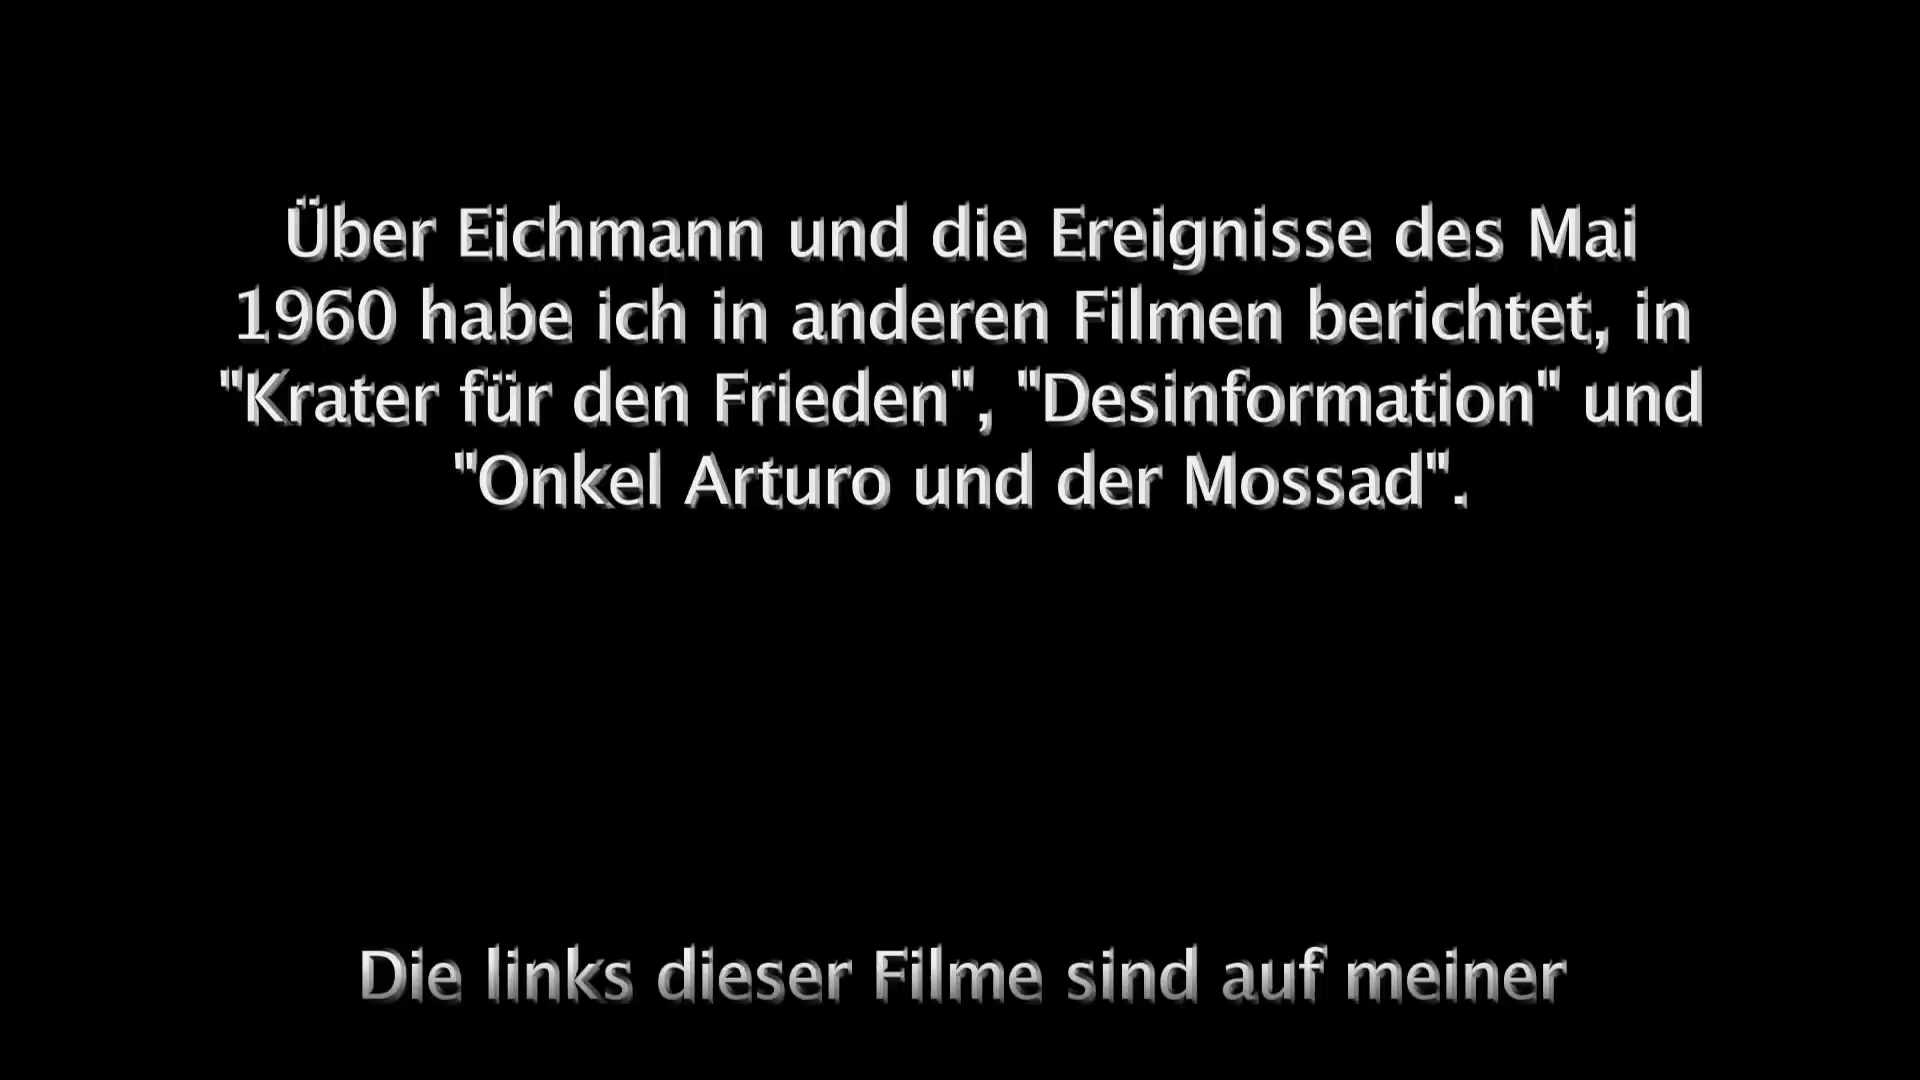 Über Eichmann und die Ereignisse des Mai
1960 habe ich in anderen Filmen berichtet, in
"Krater für den Frieden", "Desinformation" und
"Onkel Arturo und der Mossad".
Die links dieser Filme sind auf meiner